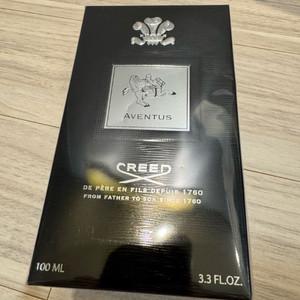 AVENTUS
CREED
DE PÈRE EN FILS DEPUIS 1760
FROM FATHER TO SON SINCE 1760
100 ML
3.3 FL.OZ.